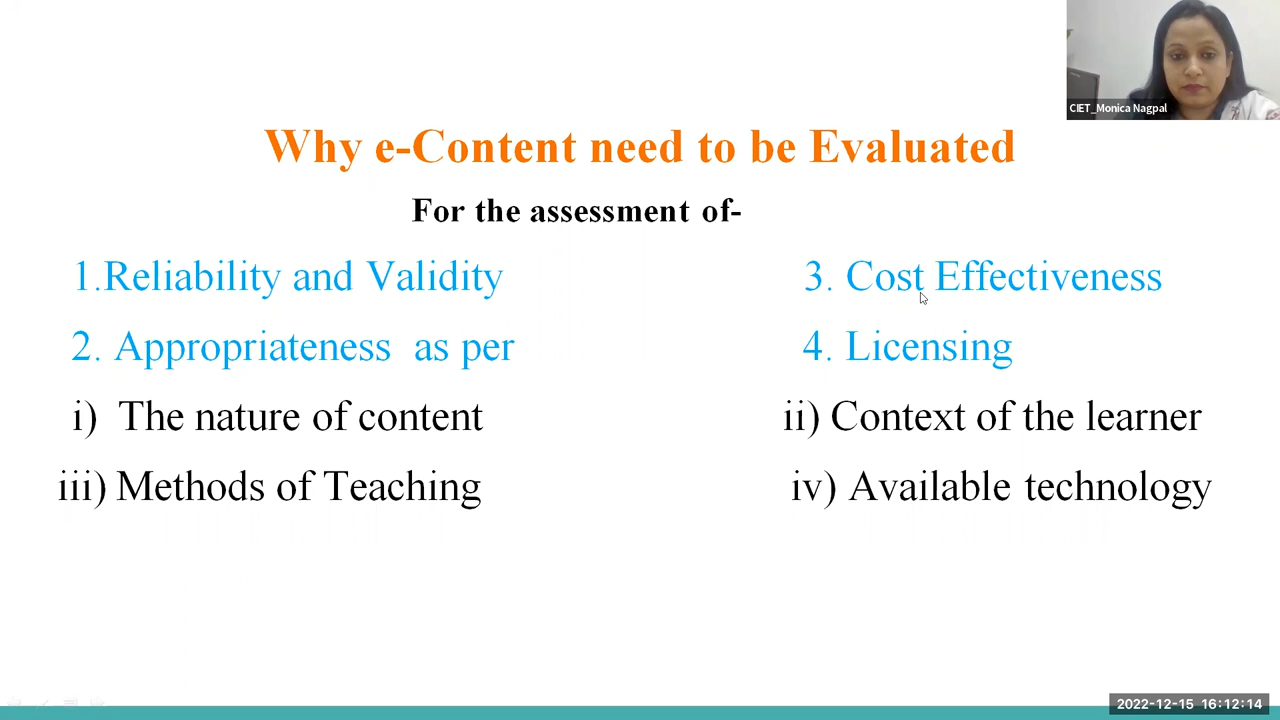 CIET_Monica Nagpal
Why e-Content need to be Evaluated
For the assessment of-
1.Reliability and Validity
3. Cost Effectiveness
2. Appropriateness as per
4. Licensing
i) The nature of content
ii) Context of the learner
iii) Methods of Teaching
iv) Available technology
2022-12-15 16:12:14